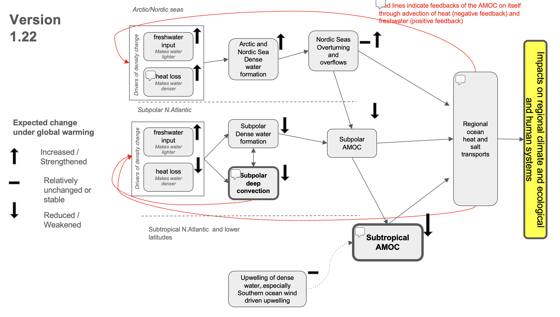 Version
1.22
Arctic/Nordic seas
ed lines indicate feedbacks of the AMOC on itself
through advection of heat (negative feedback) and
freshwater (positive feedback)
Drivers of density change
freshwater
input
Makes water
lighter
heat loss
Makes water
denser
Arctic and
Nordic Seas
Dense
water
formation
Nordic Seas
Overturning
and
overflows
Subpolar N.Atlantic
Expected change
under global warming
Increased /
Strengthened
Relatively
unchanged or
stable
Reduced /
Weakened
Drivers of density change
freshwater
input
Makes water
lighter
heat loss
Makes water
denser
Subpolar
Dense water
formation
Subpolar
deep
convection
Subpolar
AMOC
Regional
ocean
heat and
salt
transports
Impacts on regional climate and ecological
and human systems
Subtropical N.Atlantic and lower
latitudes
Subtropical
AMOC
Upwelling of dense
water, especially
Southern ocean wind
driven upwelling